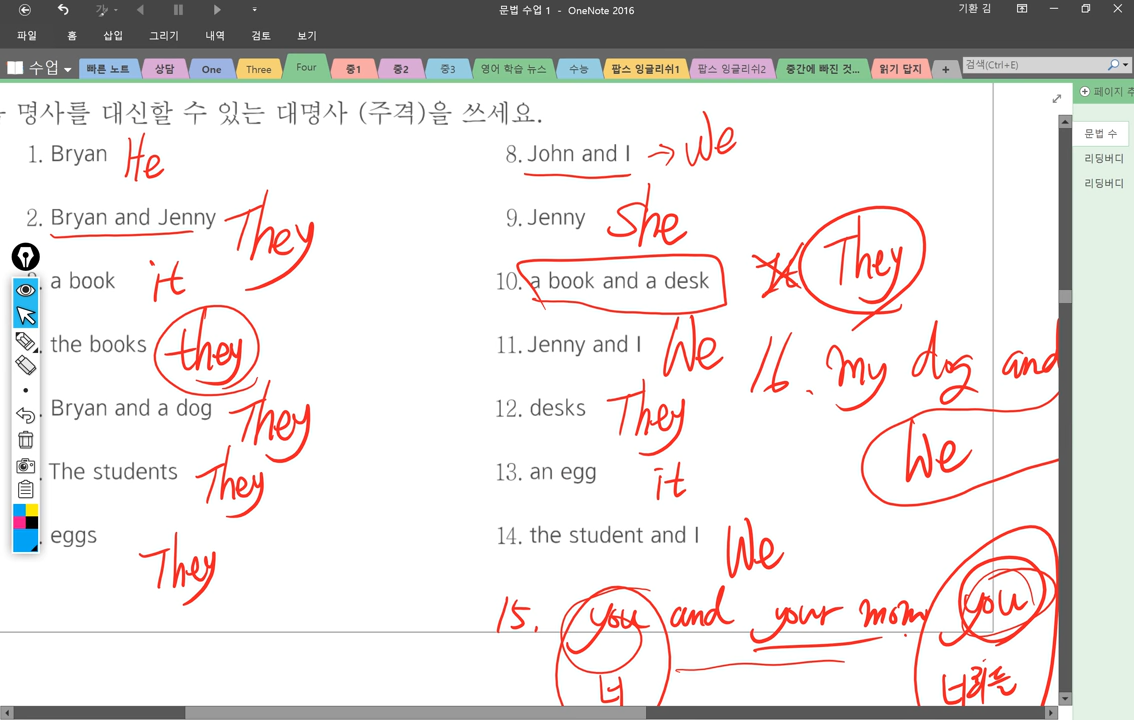 문법 수업 1 - OneNote 2016
기환 김
파일 홈 삽입 그리기 내역 검토 보기
수업 빠른 노트 상담 One Three Four 중1 중2 중3 영어 학습 뉴스 수능 팝스 잉글리쉬1 팝스 잉글리쉬2 중간에 빠진 것... 읽기 답지 +
검색(Ctrl+E)
페이지 추
문법 수
리딩버디
리딩버디
명사를 대신할 수 있는 대명사 (주격)을 쓰세요.
1. Bryan He
2. Bryan and Jenny They
a book it
the books they
Bryan and a dog They
The students They
eggs They
8. John and I → We
9. Jenny She
10. a book and a desk It They
11. Jenny and I We
12. desks They
13. an egg it
14. the student and I We
15. you and your mom you
너 너희들
16. my dog and
We